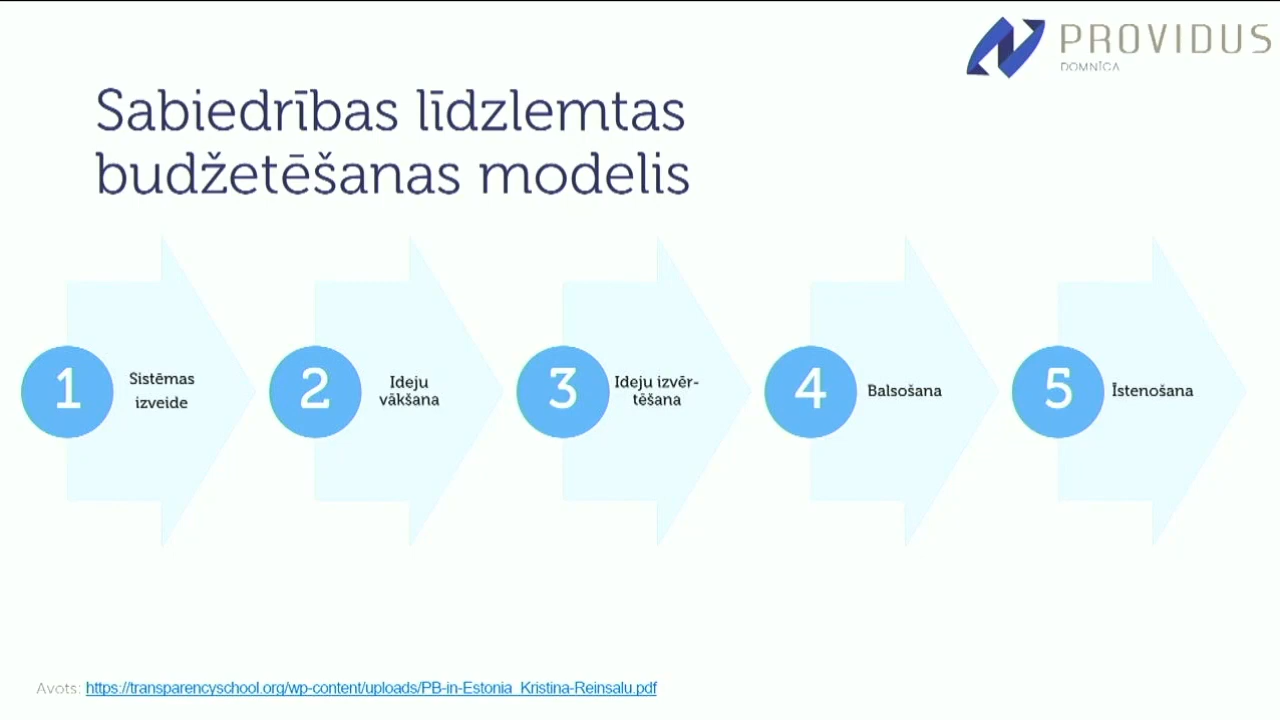 PROVIDUS
DOMNĪCA
Sabiedrības līdzlemtas
budžetēšanas modelis
1
Sistēmas
izveide
2
Ideju
vākšana
3
Ideju izvēr-
tēšana
4
Balsošana
5
Īstenošana
Avots: https://transparencyschool.org/wp-content/uploads/PB-in-Estonia_Kristina-Reinsalu.pdf